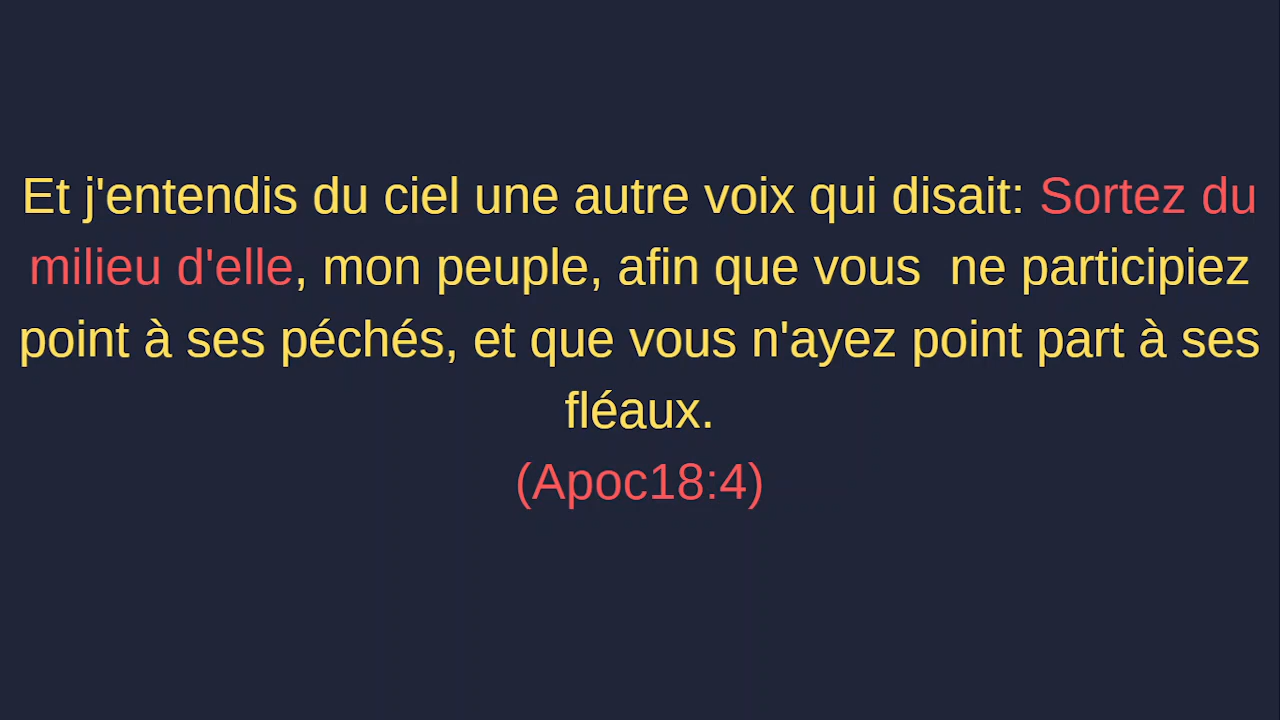 Et j'entendis du ciel une autre voix qui disait: Sortez du
milieu d'elle, mon peuple, afin que vous  ne participiez
point à ses péchés, et que vous n'ayez point part à ses
fléaux.
(Apoc18:4)